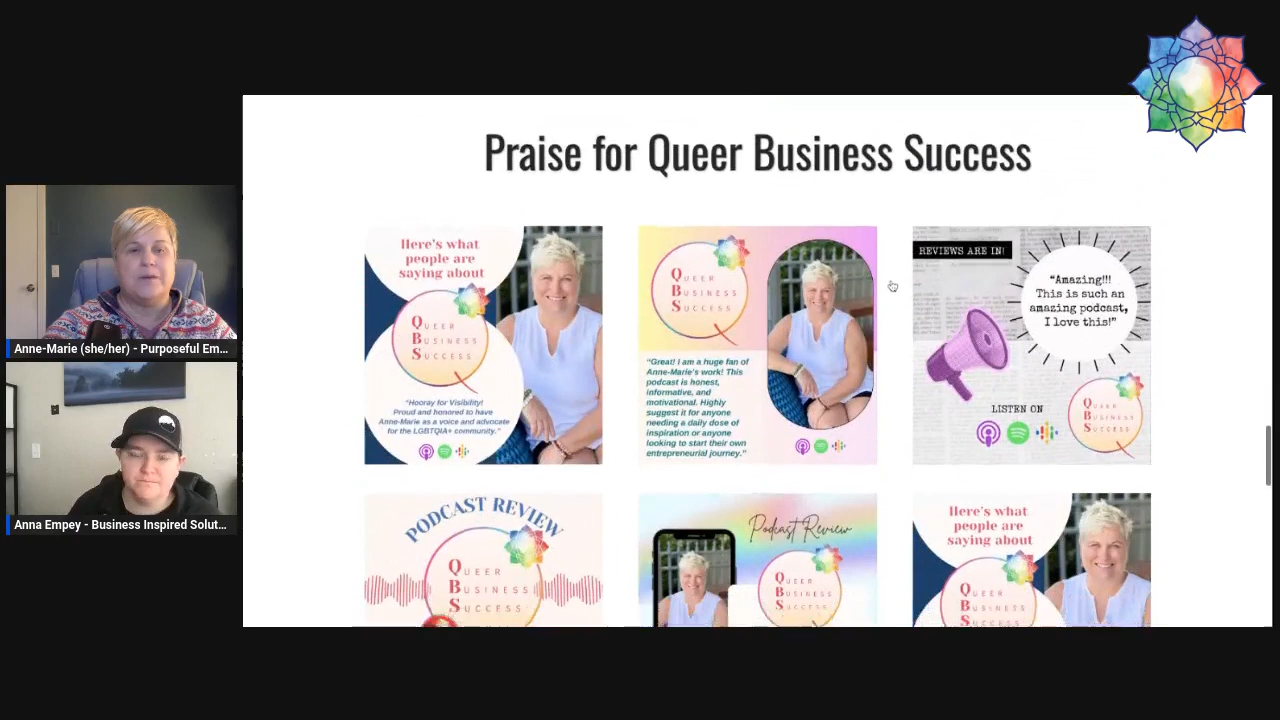 Praise for Queer Business Success
Anne-Marie (she/her) - Purposeful Em...
Anna Empey - Business Inspired Solut...
Here's what
people are
saying about
QUEER
BUSINESS
SUCCESS
"Hooray for Visibility!
Proud and honored to have
Anne-Marie as a voice and advocate
for the LGBTQIA+ community."
QUEER
BUSINESS
SUCCESS
"Great! I am a huge fan of
Anne-Marie's work! This
podcast is honest,
informative, and
motivational. Highly
suggest it for anyone
needing a daily dose of
inspiration or anyone
looking to start their own
entrepreneurial journey."
REVIEWS ARE IN!
"Amazing!!!
This is such an
amazing podcast,
I love this!"
LISTEN ON
QUEER
BUSINESS
SUCCESS
PODCAST REVIEW
QUEER
BUSINESS
SUCCESS
Podcast Review
QUEER
BUSINESS
SUCCESS
Here's what
people are
saying about
QUEER
BUSINESS
SUCCESS